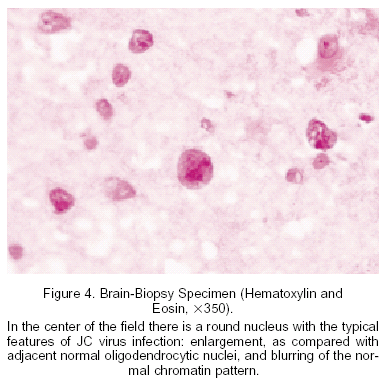 Figure 4. Brain-Biopsy Specimen (Hematoxylin and
Eosin, ×350).
In the center of the field there is a round nucleus with the typical
features of JC virus infection: enlargement, as compared with
adjacent normal oligodendrocytic nuclei, and blurring of the nor-
mal chromatin pattern.